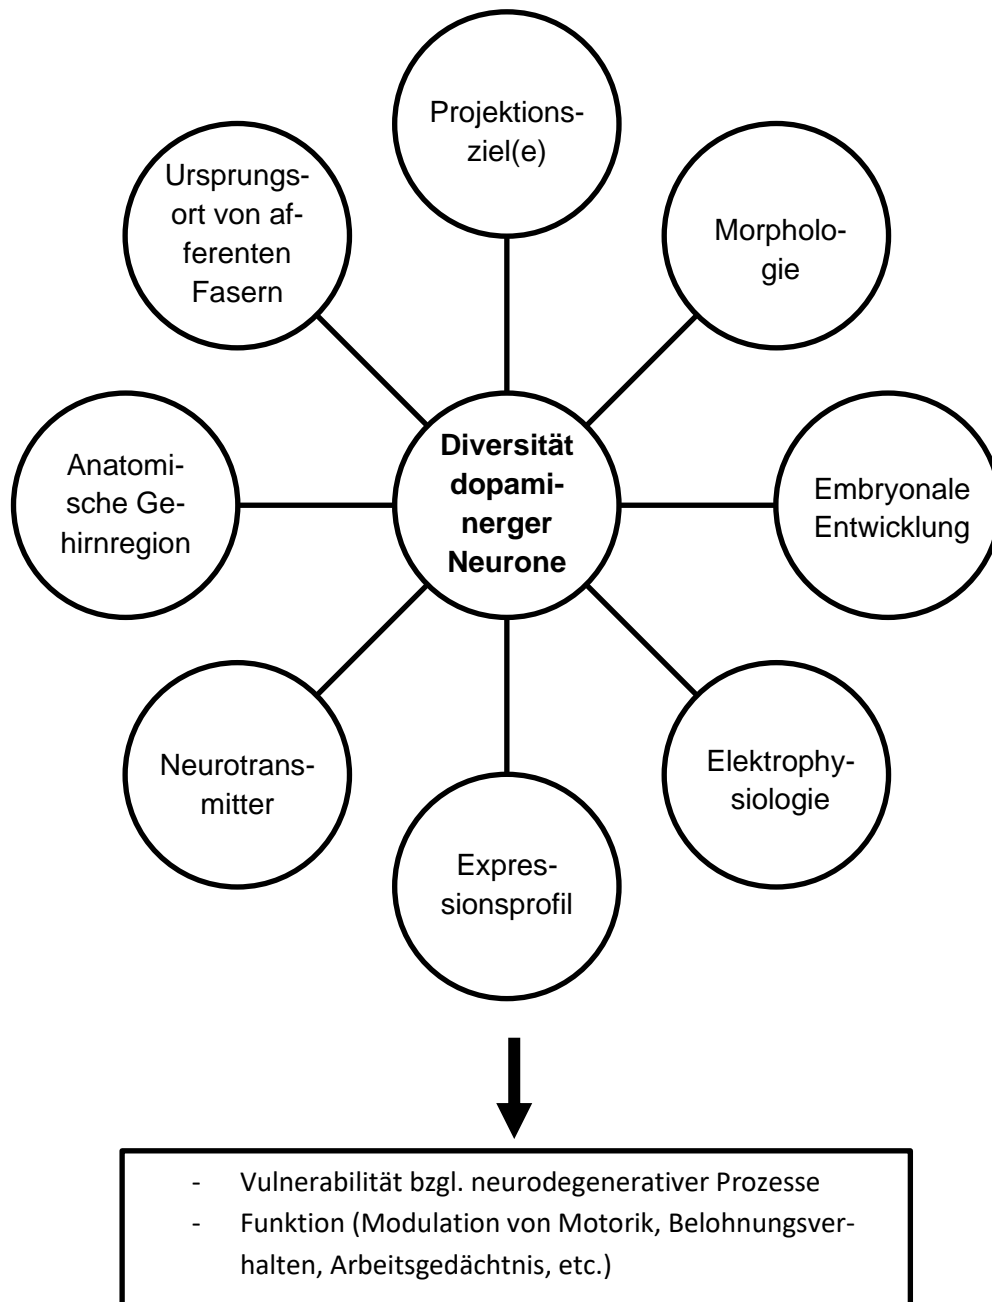 Projektions-
ziel(e)
Morpholo-
gie
Embryonale
Entwicklung
Elektrophy-
siologie
Expres-
sionsprofil
Neurotrans-
mitter
Anatomi-
sche Ge-
hirnregion
Ursprungs-
ort von af-
ferenten
Fasern
Diversität
dopami-
nerger
Neurone
- Vulnerabilität bzgl. neurodegenerativer Prozesse
- Funktion (Modulation von Motorik, Belohnungsver-
halten, Arbeitsgedächtnis, etc.)